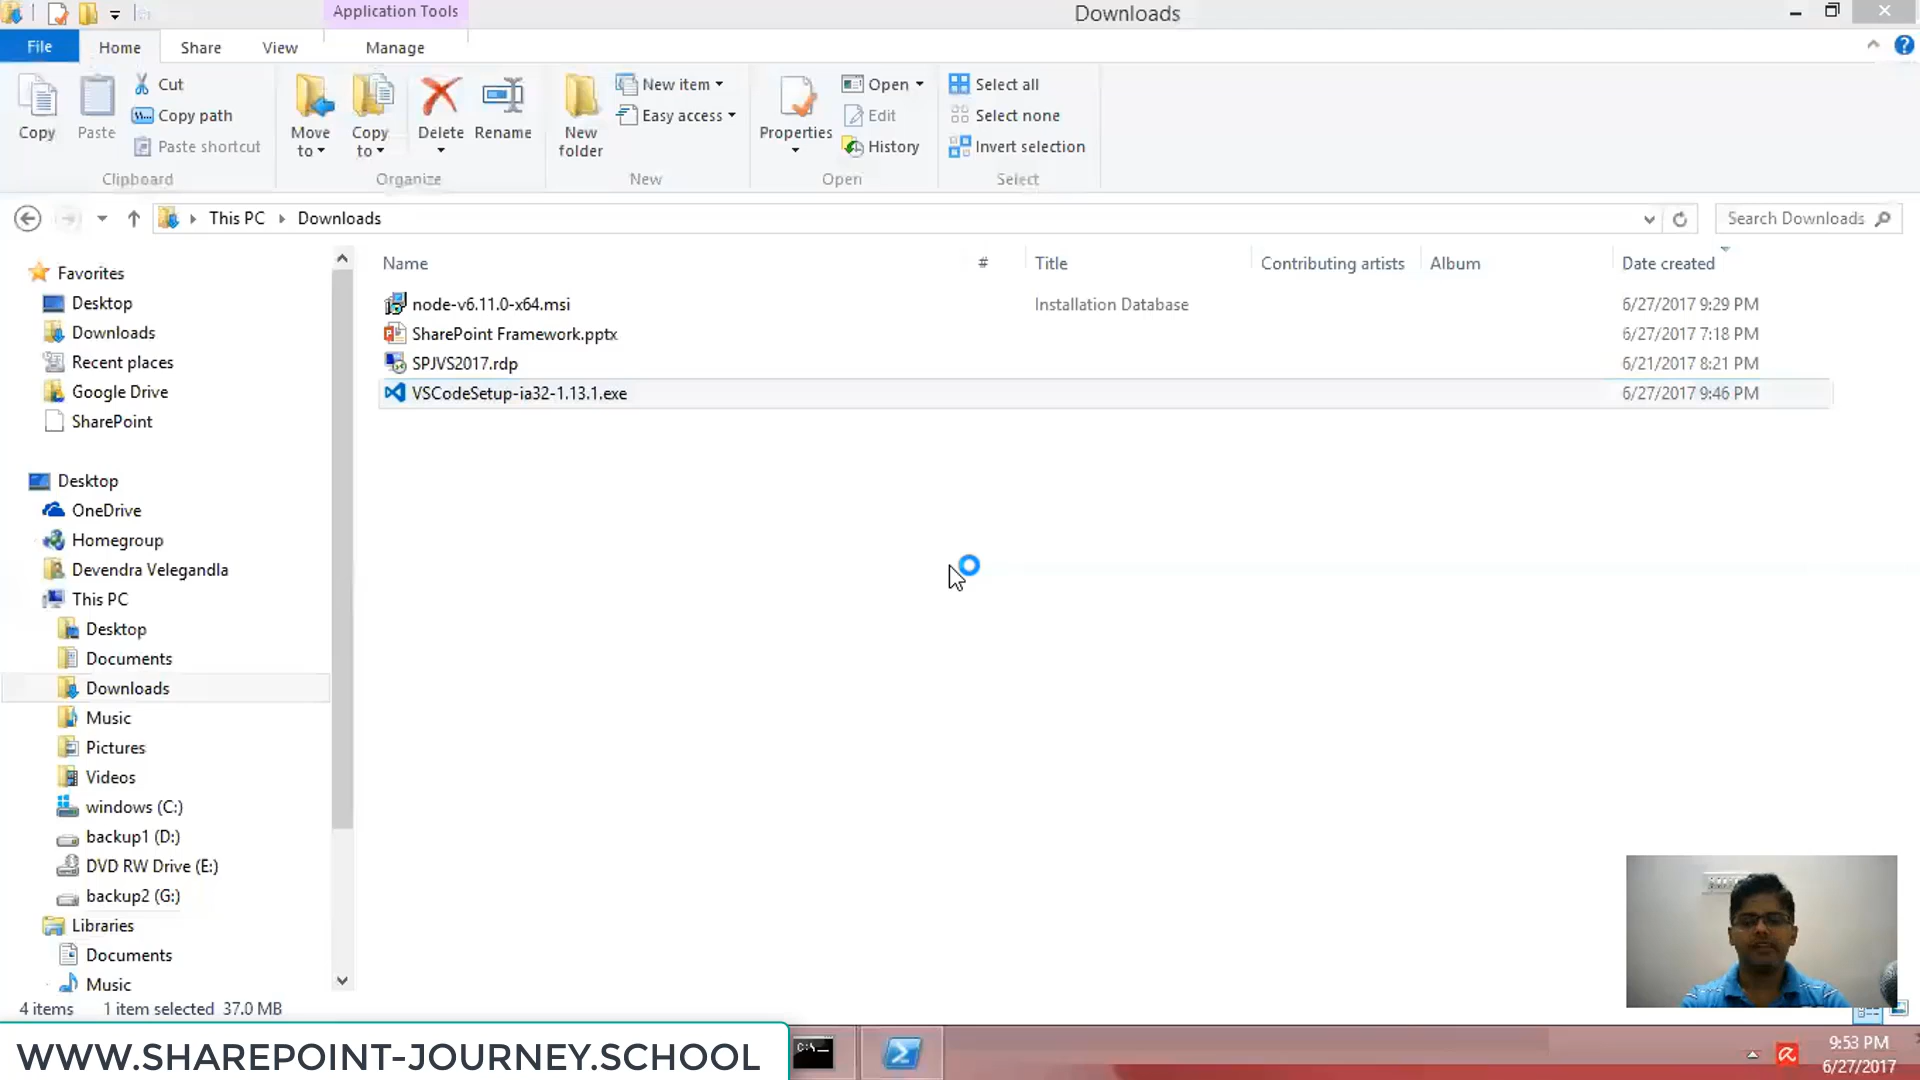 Application Tools
Downloads
File
Home
Share
View
Manage
Copy
Paste
Cut
Copy path
Paste shortcut
Clipboard
Move to
Copy to
Delete
Rename
Organize
New folder
New item
Easy access
New
Properties
Open
Edit
History
Open
Select all
Select none
Invert selection
Select
This PC
Downloads
Search Downloads
Name
#
Title
Contributing artists
Album
Date created
node-v6.11.0-x64.msi
Installation Database
6/27/2017 9:29 PM
SharePoint Framework.pptx
6/27/2017 7:18 PM
SPJVS2017.rdp
6/21/2017 8:21 PM
VSCodeSetup-ia32-1.13.1.exe
6/27/2017 9:46 PM
Favorites
Desktop
Downloads
Recent places
Google Drive
SharePoint
Desktop
OneDrive
Homegroup
Devendra Velegandla
This PC
Desktop
Documents
Downloads
Music
Pictures
Videos
windows (C:)
backup1 (D:)
DVD RW Drive (E:)
backup2 (G:)
Libraries
Documents
Music
4 items
1 item selected 37.0 MB
WWW.SHAREPOINT-JOURNEY.SCHOOL
C:\
9:53 PM
6/27/2017